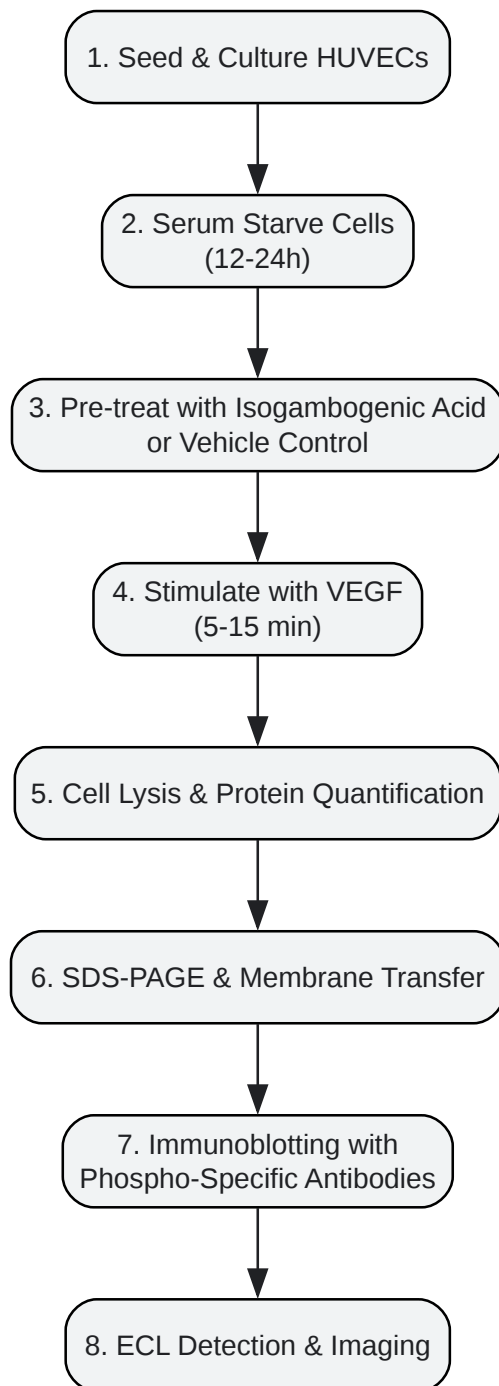 1. Seed & Culture HUVECs
2. Serum Starve Cells
(12-24h)
3. Pre-treat with Isogambogenic Acid
or Vehicle Control
4. Stimulate with VEGF
(5-15 min)
5. Cell Lysis & Protein Quantification
6. SDS-PAGE & Membrane Transfer
7. Immunoblotting with
Phospho-Specific Antibodies
8. ECL Detection & Imaging